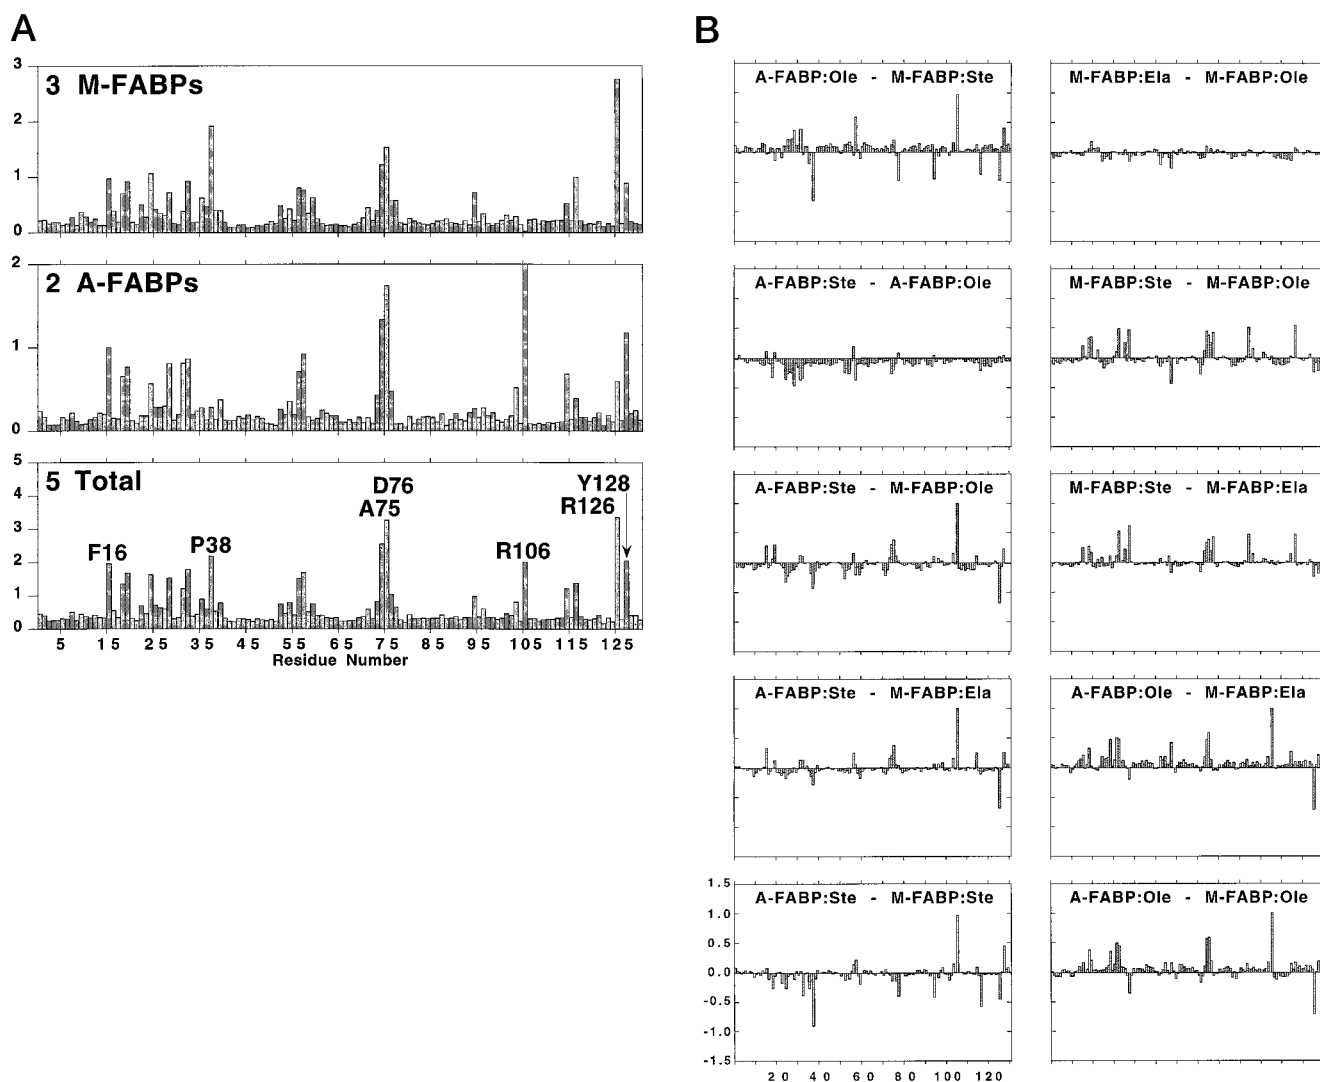 A
3
3 M-FABPs
2
1
0
2
2 A-FABPs
1
0
5
5 Total
4
3
2
1
0
D76
A75
Y128
R126
F16
P38
R106
5 15 25 35 45 55 65 75 85 95 105 115 125
Residue Number
B
A-FABP:Ole - M-FABP:Ste
M-FABP:Ela - M-FABP:Ole
A-FABP:Ste - A-FABP:Ole
M-FABP:Ste - M-FABP:Ole
A-FABP:Ste - M-FABP:Ole
M-FABP:Ste - M-FABP:Ela
A-FABP:Ste - M-FABP:Ela
A-FABP:Ole - M-FABP:Ela
A-FABP:Ste - M-FABP:Ste
A-FABP:Ole - M-FABP:Ole
1.5
1.0
0.5
0.0
-0.5
-1.0
-1.5
20 40 60 80 100 120